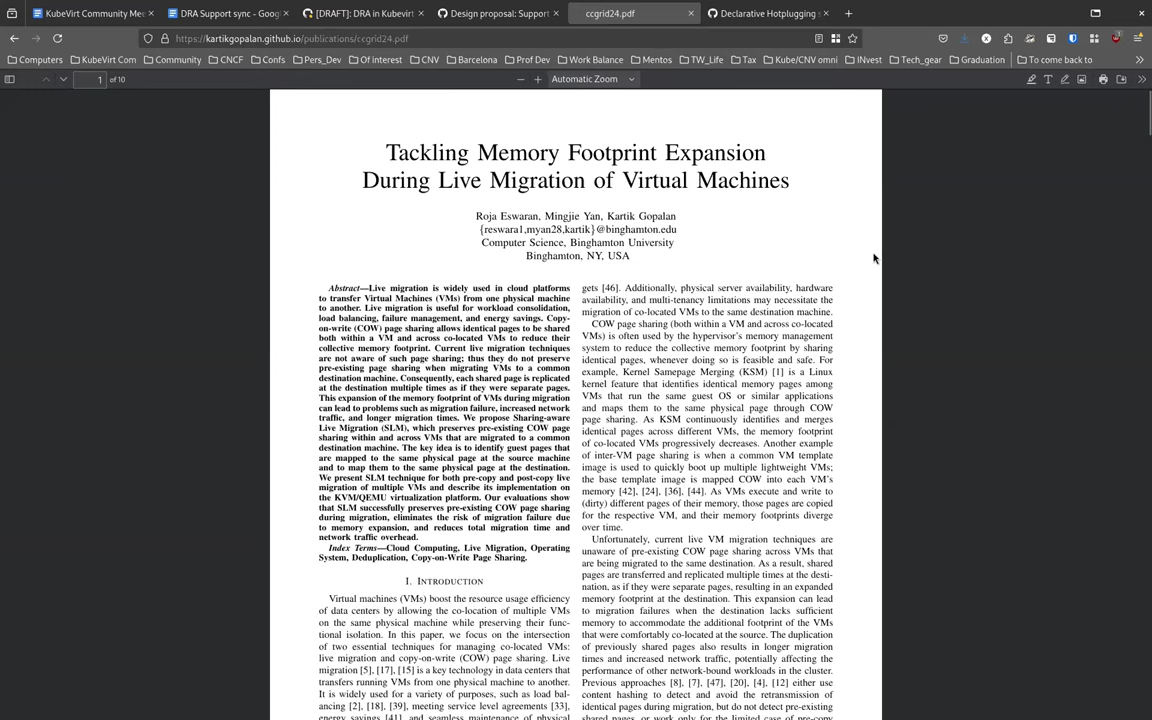 KubeVirt Community Me
DRA Support sync - Googl
[DRAFT]: DRA in Kubevirt
Design proposal: Support
ccgrid24.pdf
Declarative Hotplugging s
https://kartikgopalan.github.io/publications/ccgrid24.pdf
Computers
KubeVirt Com
Community
CNCF
Confs
Pers_Dev
Of interest
CNV
Barcelona
Prof Dev
Work Balance
Mentos
TW_Life
Tax
Kube/CNV omni
INvest
Tech_gear
Graduation
To come back to
1 of 10
Automatic Zoom
Tackling Memory Footprint Expansion
During Live Migration of Virtual Machines
Roja Eswaran, Mingjie Yan, Kartik Gopalan
{reswara1,myan28,kartik}@binghamton.edu
Computer Science, Binghamton University
Binghamton, NY, USA
Abstract—Live migration is widely used in cloud platforms
to transfer Virtual Machines (VMs) from one physical machine
to another. Live migration is useful for workload consolidation,
load balancing, failure management, and energy savings. Copy-
on-write (COW) page sharing allows identical pages to be shared
both within a VM and across co-located VMs to reduce their
collective memory footprint. Current live migration techniques
are not aware of such page sharing; thus they do not preserve
pre-existing page sharing when migrating VMs to a common
destination machine. Consequently, each shared page is replicated
at the destination multiple times as if they were separate pages.
This expansion of the memory footprint of VMs during migration
can lead to problems such as migration failure, increased network
traffic, and longer migration times. We propose Sharing-aware
Live Migration (SLM), which preserves pre-existing COW page
sharing within and across VMs that are migrated to a common
destination machine. The key idea is to identify guest pages that
are mapped to the same physical page at the source machine
and to map them to the same physical page at the destination.
We present SLM technique for both pre-copy and post-copy live
migration of multiple VMs and describe its implementation on
the KVM/QEMU virtualization platform. Our evaluations show
that SLM successfully preserves pre-existing COW page sharing
during migration, eliminates the risk of migration failure due
to memory expansion, and reduces total migration time and
network traffic overhead.
Index Terms—Cloud Computing, Live Migration, Operating
System, Deduplication, Copy-on-Write Page Sharing.
I. Introduction
Virtual machines (VMs) boost the resource usage efficiency
of data centers by allowing the co-location of multiple VMs
on the same physical machine while preserving their func-
tional isolation. In this paper, we focus on the intersection
of two essential techniques for managing co-located VMs:
live migration and copy-on-write (COW) page sharing. Live
migration [5], [17], [15] is a key technology in data centers that
transfers running VMs from one physical machine to another.
It is widely used for a variety of purposes, such as load bal-
ancing [2], [18], [39], meeting service level agreements [33],
energy savings [41], and seamless maintenance of physical
gets [46]. Additionally, physical server availability, hardware
availability, and multi-tenancy limitations may necessitate the
migration of co-located VMs to the same destination machine.
COW page sharing (both within a VM and across co-located
VMs) is often used by the hypervisor's memory management
system to reduce the collective memory footprint by sharing
identical pages, whenever doing so is feasible and safe. For
example, Kernel Samepage Merging (KSM) [1] is a Linux
kernel feature that identifies identical memory pages among
VMs that run the same guest OS or similar applications
and maps them to the same physical page through COW
page sharing. As KSM continuously identifies and merges
identical pages across different VMs, the memory footprint
of co-located VMs progressively decreases. Another example
of inter-VM page sharing is when a common VM template
image is used to quickly boot up multiple lightweight VMs;
the base template image is mapped COW into each VM's
memory [42], [24], [36], [44]. As VMs execute and write to
(dirty) different pages of their memory, those pages are copied
for the respective VM, and their memory footprints diverge
over time.
Unfortunately, current live VM migration techniques are
unaware of pre-existing COW page sharing across VMs that
are being migrated to the same destination. As a result, shared
pages are transferred and replicated multiple times at the desti-
nation, as if they were separate pages, resulting in an expanded
memory footprint at the destination. This expansion can lead
to migration failures when the destination lacks sufficient
memory to accommodate the additional footprint of the VMs
that were comfortably co-located at the source. The duplication
of previously shared pages also results in longer migration
times and increased network traffic, potentially affecting the
performance of other network-bound workloads in the cluster.
Previous approaches [8], [7], [47], [20], [4], [12] either use
content hashing to detect and avoid the retransmission of
identical pages during migration, but do not detect pre-existing
shared pages, or work only for the limited case of pre-copy